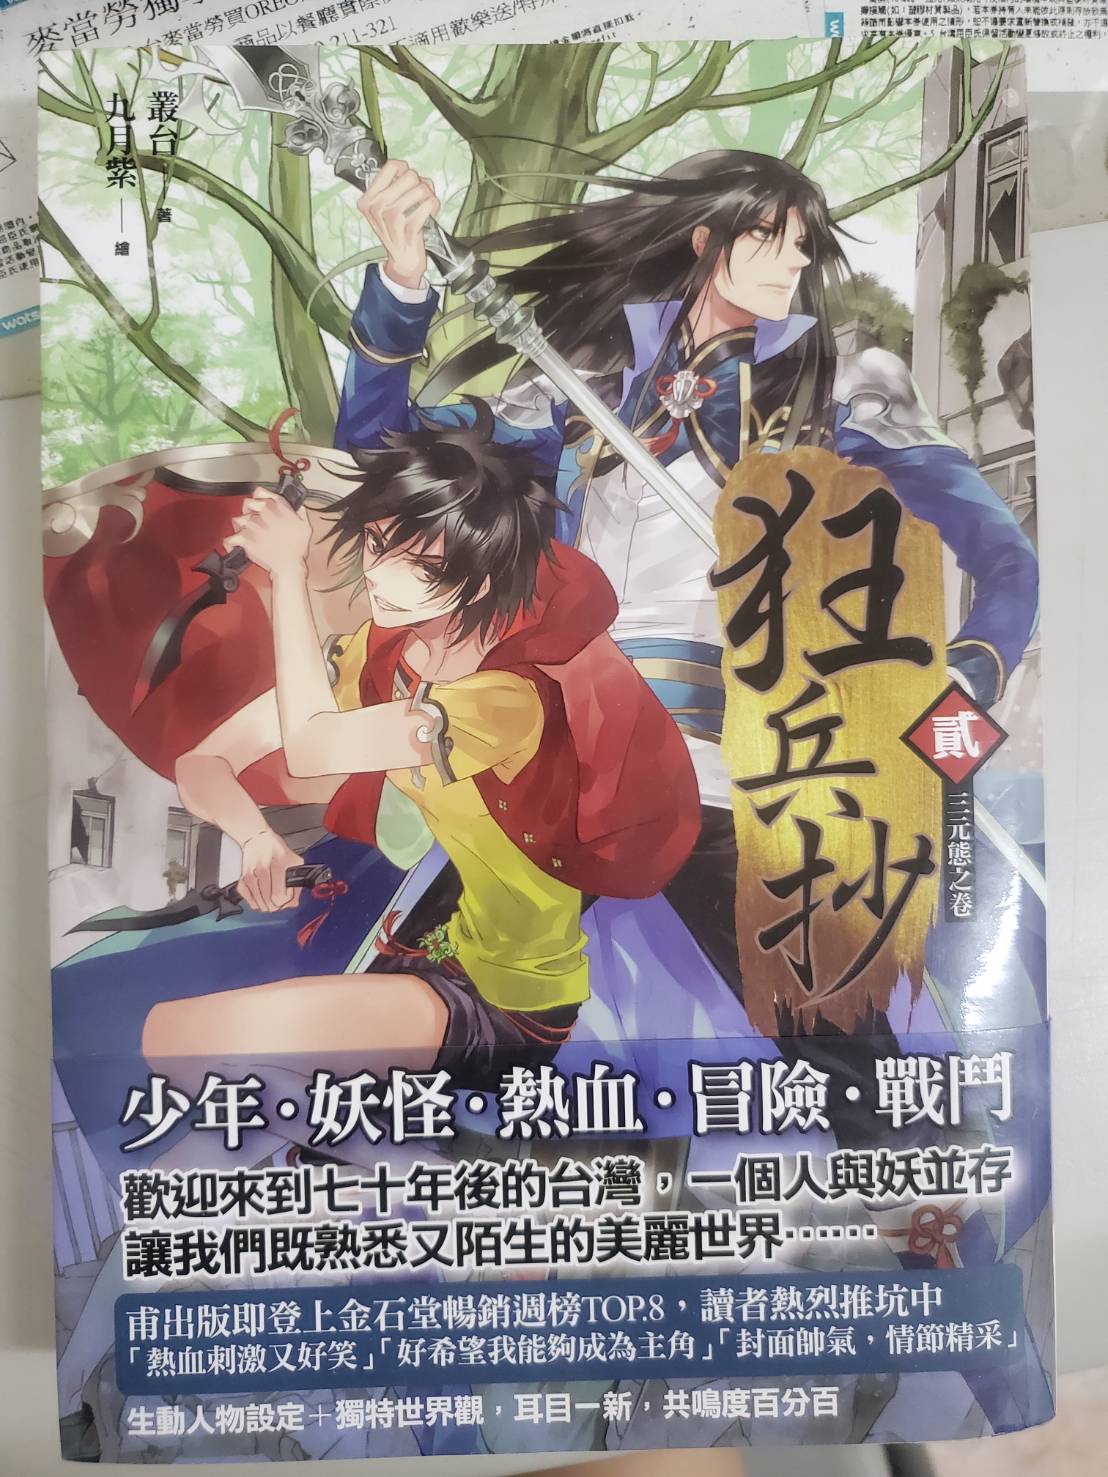 叢台｜著
九月紫｜繪
狂兵抄
貳
三元態之卷
少年·妖怪·熱血·冒險·戰鬥
歡迎來到七十年後的台灣，一個人與妖並存
讓我們既熟悉又陌生的美麗世界……
甫出版即登上金石堂暢銷週榜TOP.8，讀者熱烈推坑中
「熱血刺激又好笑」「好希望我能夠成為主角」「封面帥氣，情節精采」
生動人物設定＋獨特世界觀，耳目一新，共鳴度百分百